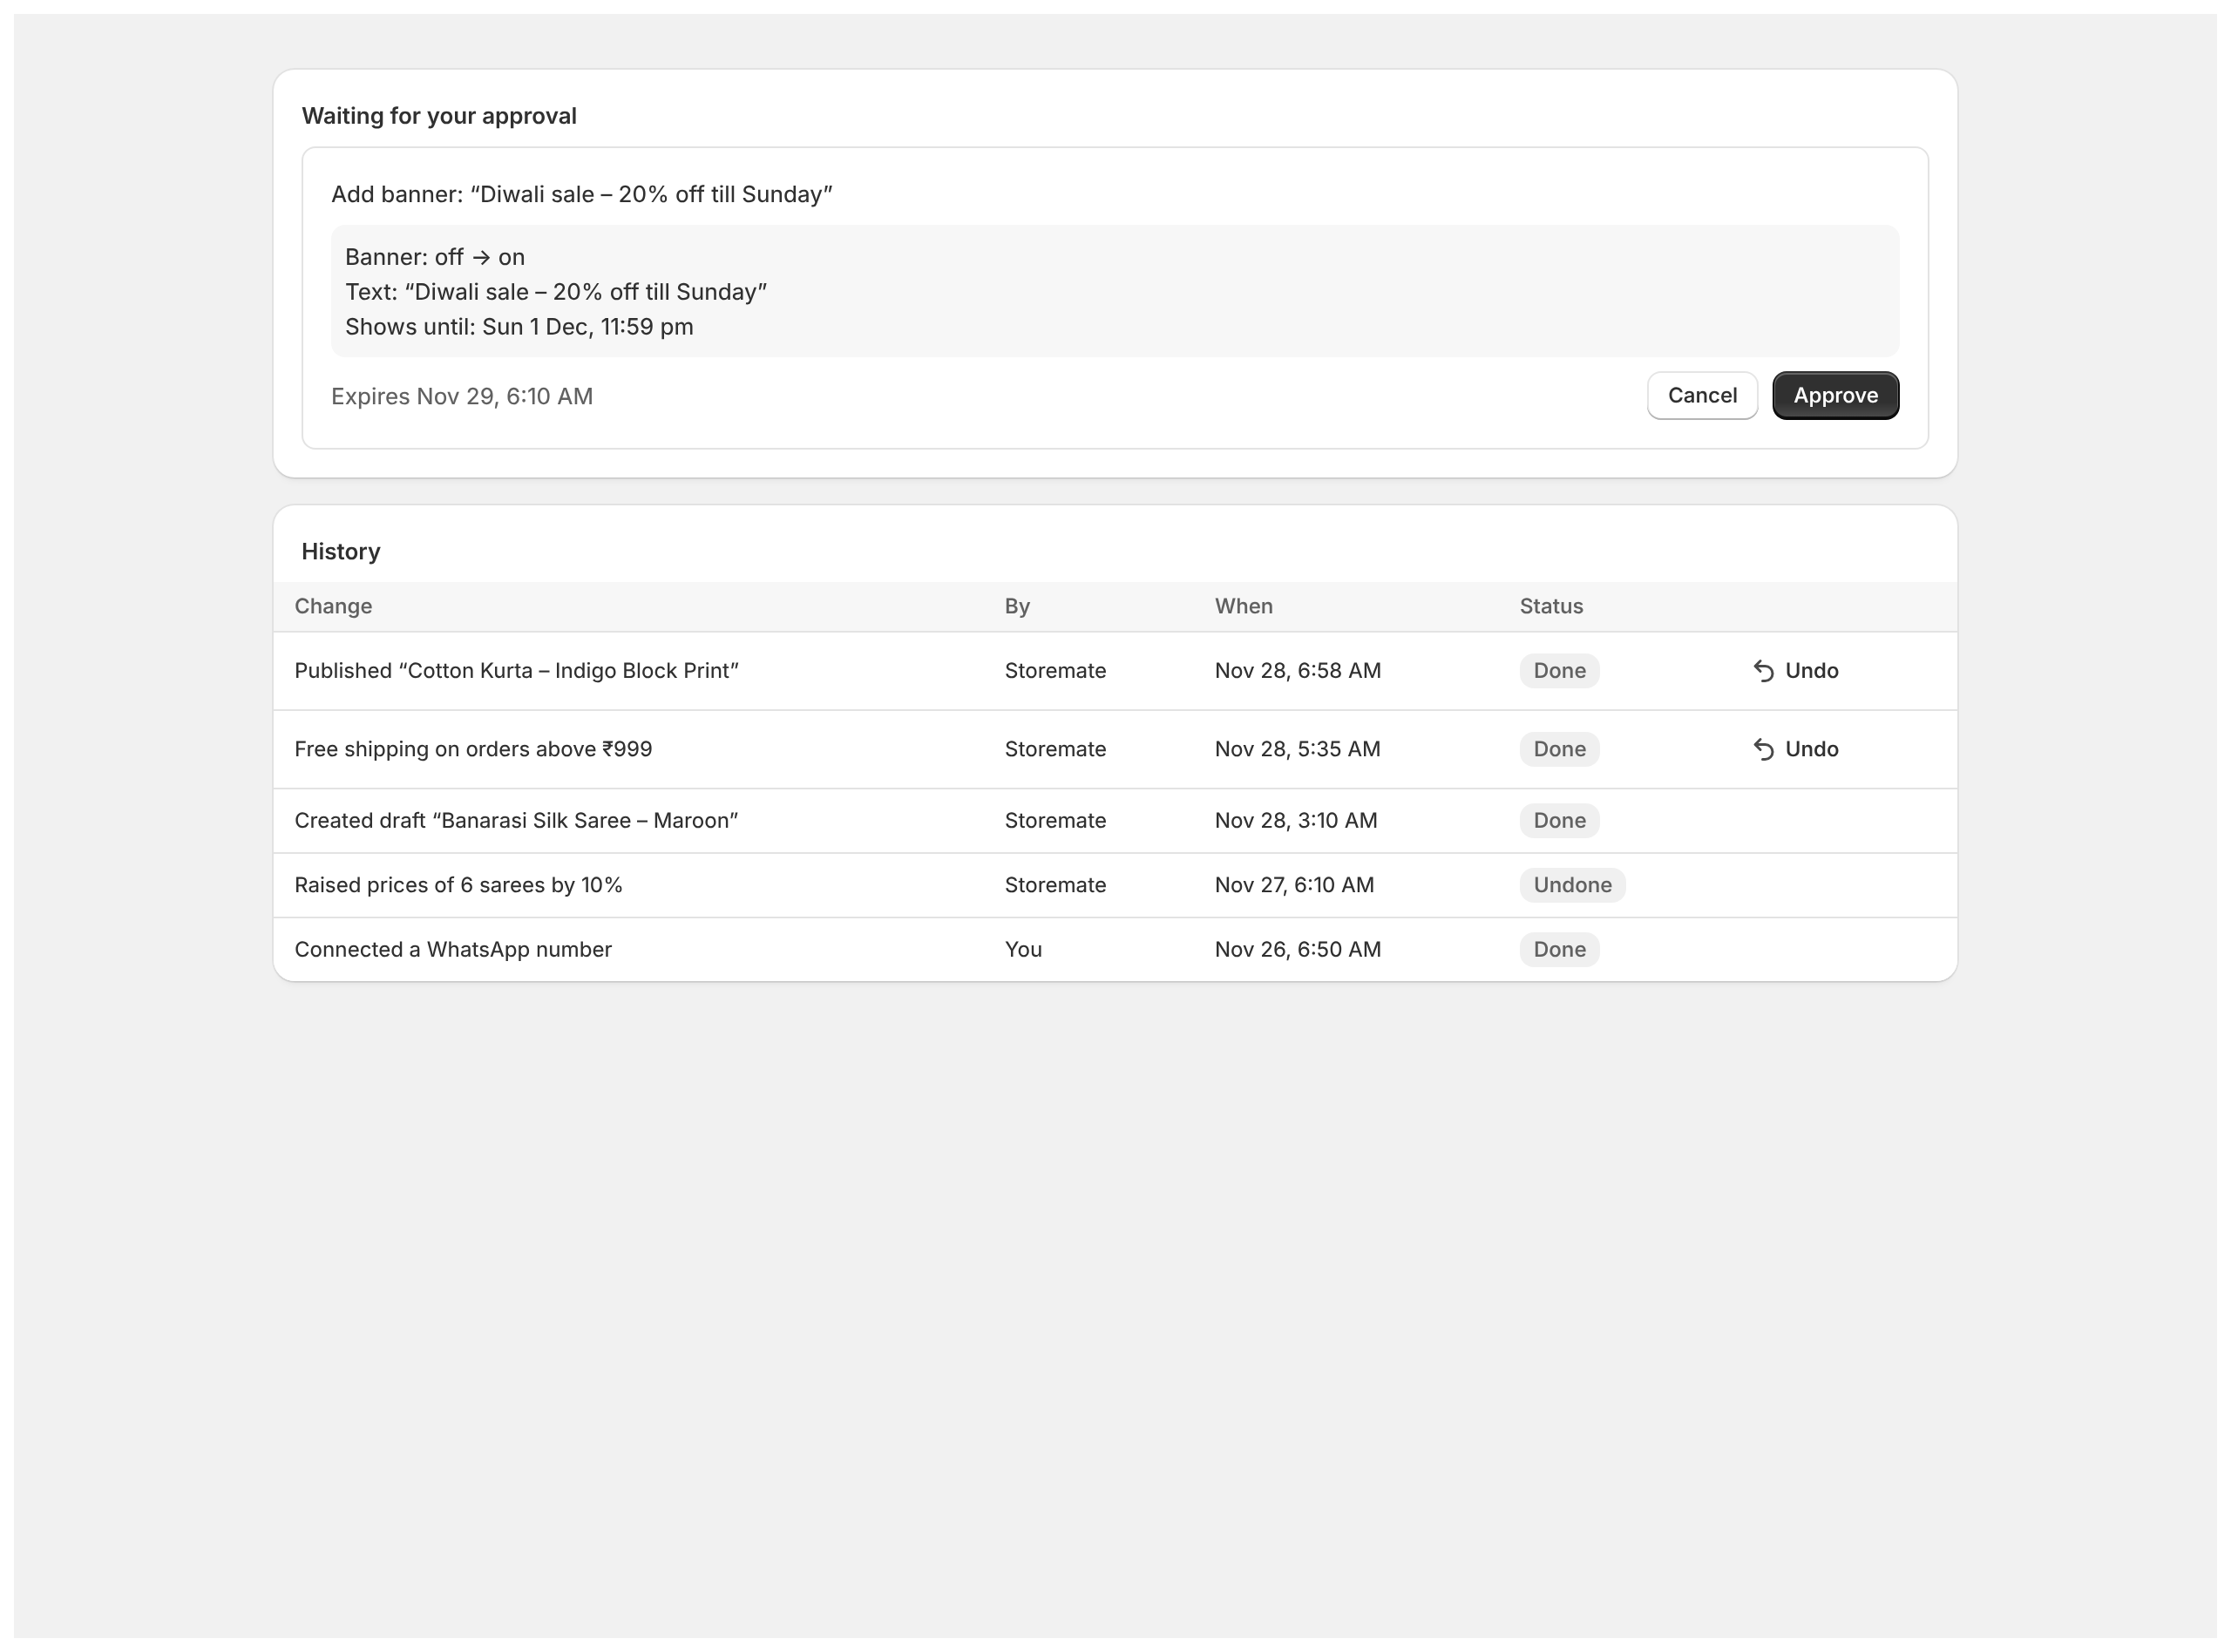 Waiting for your approval
Add banner: “Diwali sale – 20% off till Sunday”
Banner: off → on
Text: “Diwali sale – 20% off till Sunday”
Shows until: Sun 1 Dec, 11:59 pm
Expires Nov 29, 6:10 AM Cancel Approve
History
Change By When Status
Published “Cotton Kurta – Indigo Block Print” Storemate Nov 28, 6:58 AM Done Undo
Free shipping on orders above ₹999 Storemate Nov 28, 5:35 AM Done Undo
Created draft “Banarasi Silk Saree – Maroon” Storemate Nov 28, 3:10 AM Done
Raised prices of 6 sarees by 10% Storemate Nov 27, 6:10 AM Undone
Connected a WhatsApp number You Nov 26, 6:50 AM Done